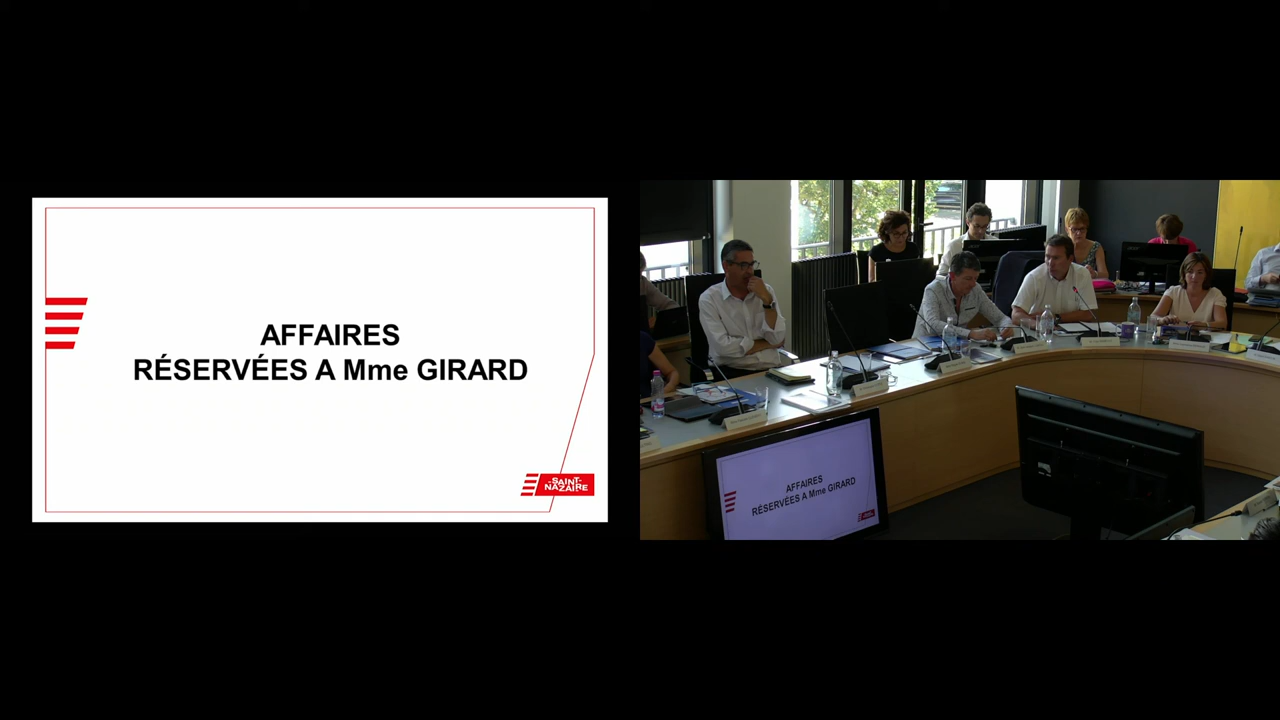 AFFAIRES
RÉSERVÉES A Mme GIRARD
SAINT-
NAZAIRE
AFFAIRES
RÉSERVÉES A Mme GIRARD